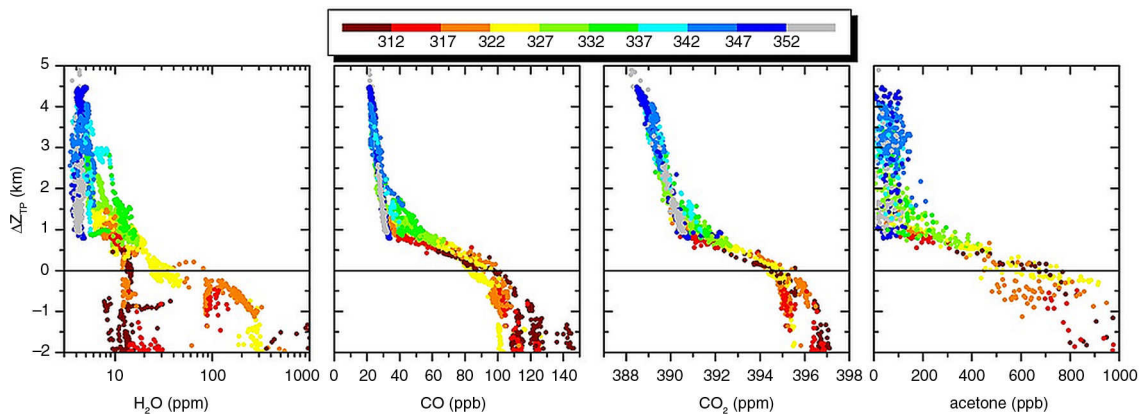 312 317 322 327 332 337 342 347 352
5
4
3
2
1
0
–1
–2
ΔZTP (km)
10 100 1000
0 20 40 60 80 100 120 140
388 390 392 394 396 398
0 200 400 600 800 1000
H2O (ppm) CO (ppb) CO2 (ppm) acetone (ppb)